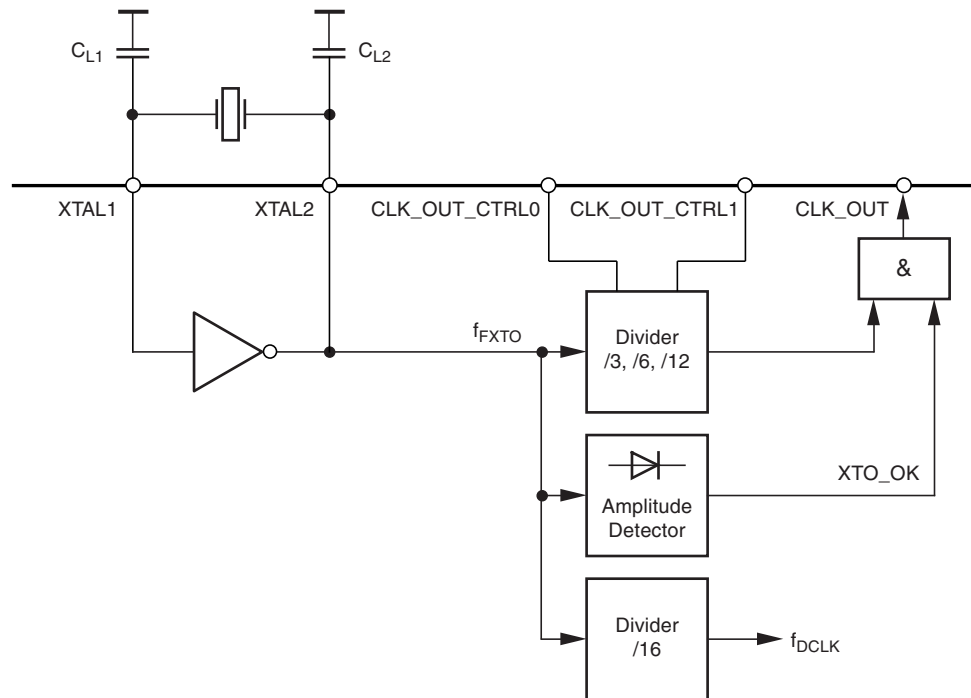 C_L1
C_L2
XTAL1
XTAL2
CLK_OUT_CTRL0
CLK_OUT_CTRL1
CLK_OUT
&
f_FXTO
Divider
/3, /6, /12
XTO_OK
Amplitude
Detector
Divider
/16
f_DCLK